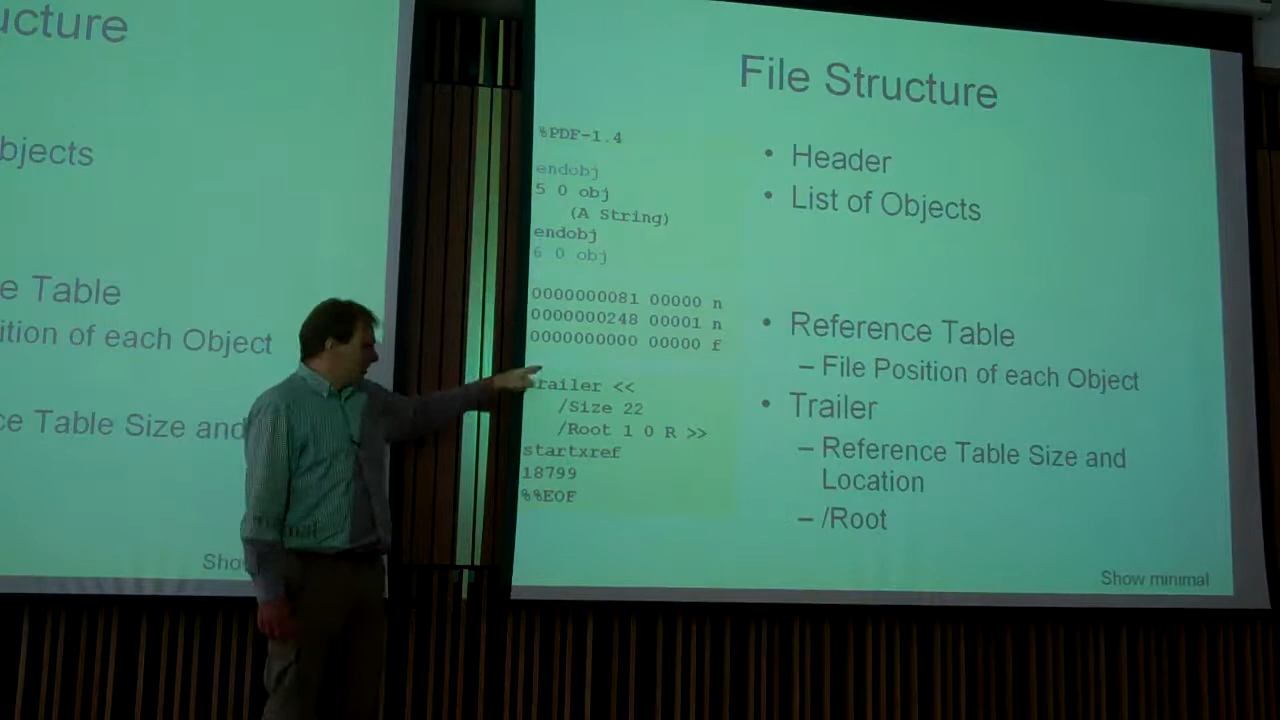 ucture
bjects
e Table
ition of each Object
ce Table Size and
Sho
File Structure
%PDF-1.4
endobj
5 0 obj
(A String)
endobj
6 0 obj
0000000081 00000 n
0000000248 00001 n
0000000000 00000 f
trailer <<
/Size 22
/Root 1 0 R >>
startxref
18799
%%EOF
• Header
• List of Objects
• Reference Table
– File Position of each Object
• Trailer
– Reference Table Size and
Location
– /Root
Show minimal